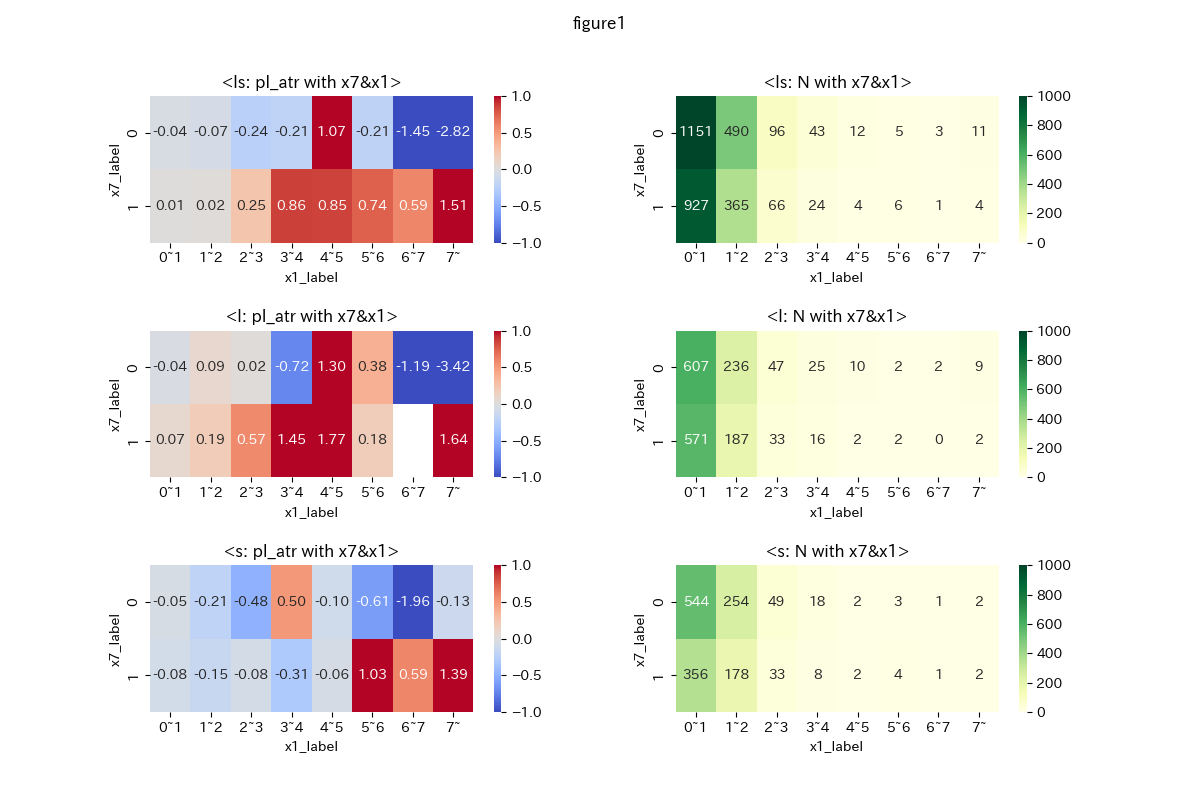 figure1
<ls: pl_atr with x7&x1>
x7_label
0 -0.04 -0.07 -0.24 -0.21 1.07 -0.21 -1.45 -2.82
1 0.01 0.02 0.25 0.86 0.85 0.74 0.59 1.51
0~1 1~2 2~3 3~4 4~5 5~6 6~7 7~
x1_label
1.0
0.5
0.0
−0.5
−1.0
<ls: N with x7&x1>
x7_label
0 1151 490 96 43 12 5 3 11
1 927 365 66 24 4 6 1 4
0~1 1~2 2~3 3~4 4~5 5~6 6~7 7~
x1_label
1000
800
600
400
200
0
<l: pl_atr with x7&x1>
x7_label
0 -0.04 0.09 0.02 -0.72 1.30 0.38 -1.19 -3.42
1 0.07 0.19 0.57 1.45 1.77 0.18 1.64
0~1 1~2 2~3 3~4 4~5 5~6 6~7 7~
x1_label
1.0
0.5
0.0
−0.5
−1.0
<l: N with x7&x1>
x7_label
0 607 236 47 25 10 2 2 9
1 571 187 33 16 2 2 0 2
0~1 1~2 2~3 3~4 4~5 5~6 6~7 7~
x1_label
1000
800
600
400
200
0
<s: pl_atr with x7&x1>
x7_label
0 -0.05 -0.21 -0.48 0.50 -0.10 -0.61 -1.96 -0.13
1 -0.08 -0.15 -0.08 -0.31 -0.06 1.03 0.59 1.39
0~1 1~2 2~3 3~4 4~5 5~6 6~7 7~
x1_label
1.0
0.5
0.0
−0.5
−1.0
<s: N with x7&x1>
x7_label
0 544 254 49 18 2 3 1 2
1 356 178 33 8 2 4 1 2
0~1 1~2 2~3 3~4 4~5 5~6 6~7 7~
x1_label
1000
800
600
400
200
0